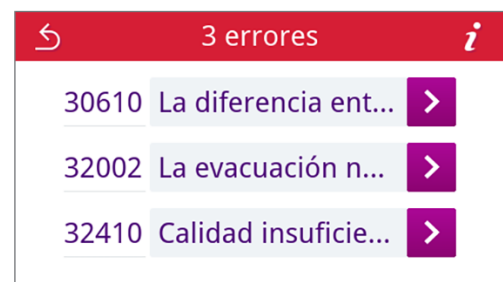 3 errores
30610 La diferencia ent...
32002 La evacuación n...
32410 Calidad insuficie...